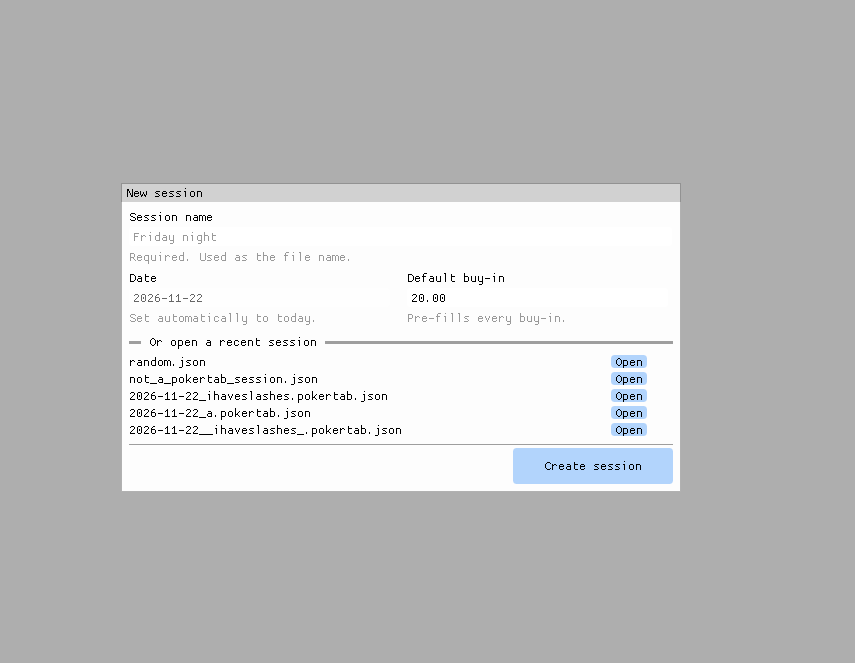 New session
Session name
Friday night
Required. Used as the file name.
Date Default buy-in
2026-11-22 20.00
Set automatically to today. Pre-fills every buy-in.
Or open a recent session
random.json Open
not_a_pokertab_session.json Open
2026-11-22_ihaveslashes.pokertab.json Open
2026-11-22_a.pokertab.json Open
2026-11-22__ihaveslashes_.pokertab.json Open
Create session